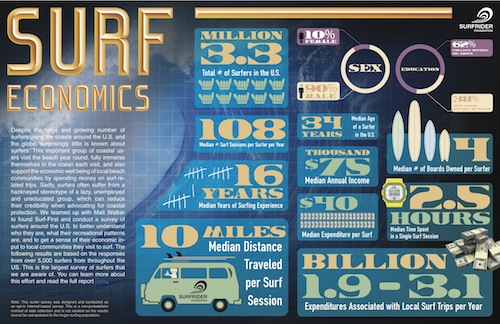 SURF
ECONOMICS
Despite the large and growing number of
surfers using the coasts around the U.S. and
the globe, surprisingly little is known about
surfers. This important group of coastal us-
ers visit the beach year round, fully immerse
themselves in the ocean each visit, and also
support the economic well being of local beach
communities by spending money on surf-re-
lated trips. Sadly, surfers often suffer from a
hackneyed stereotype of a lazy, unemployed
and uneducated group, which can reduce
their credibility when advocating for coastal
protection. We teamed up with Matt Walker
to found Surf-First and conduct a survey of
surfers around the U.S. to better understand
who they are, what their recreational patterns
are, and to get a sense of their economic in-
put to local communities they visit to surf. The
following results are based on the responses
from over 5,000 surfers from throughout the
US. This is the largest survey of surfers that
we are aware of. You can learn more about
this effort and read the full report
Note: This surfer survey was designed and conducted as
an opt-in Internet-based survey. This is a non-probabilistic
method of data collection and is not random so the results
cannot be extrapolated to the larger surfing population.
MILLION
3.3
Total # of Surfers in the U.S.
108
Median # Surf Sessions per Surfer per Year
16
YEARS
Median Years of Surfing Experience
10 MILES
Median Distance
Traveled
per Surf
Session
SURFRIDER
FOUNDATION
10%
FEMALE
90%
MALE
SEX
EDUCATION
62%
COLLEGE DEGREE
OR ABOVE
38%
SURFRIDER
FOUNDATION
34
YEARS
Median Age
of a Surfer
in the U.S.
THOUSAND
$75
Median Annual Income
$40
Median Expenditure per Surf
4
Median # of Boards Owned per Surfer
2.5
HOURS
Median Time Spent
in a Single Surf Session
BILLION
1.9 - 3.1
Expenditures Associated with Local Surf Trips per Year